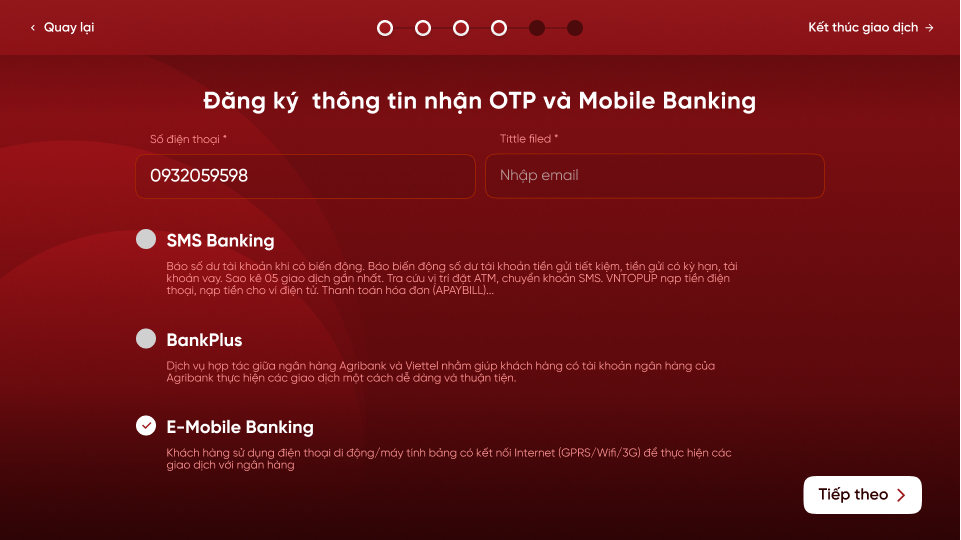 Quay lại
Kết thúc giao dịch
Đăng ký thông tin nhận OTP và Mobile Banking
Số điện thoại *
Tittle filed *
0932059598
Nhập email
SMS Banking
Báo số dư tài khoản khi có biến động. Báo biến động số dư tài khoản tiền gửi tiết kiệm, tiền gửi có kỳ hạn, tài
khoản vay. Sao kê 05 giao dịch gần nhất. Tra cứu vị trí đặt ATM, chuyển khoản SMS. VNTOPUP nạp tiền điện
thoại, nạp tiền cho ví điện tử. Thanh toán hóa đơn (APAYBILL)...
BankPlus
Dịch vụ hợp tác giữa ngân hàng Agribank và Viettel nhằm giúp khách hàng có tài khoản ngân hàng của
Agribank thực hiện các giao dịch một cách dễ dàng và thuận tiện.
E-Mobile Banking
Khách hàng sử dụng điện thoại di động/máy tính bảng có kết nối Internet (GPRS/Wifi/3G) để thực hiện các
giao dịch với ngân hàng
Tiếp theo